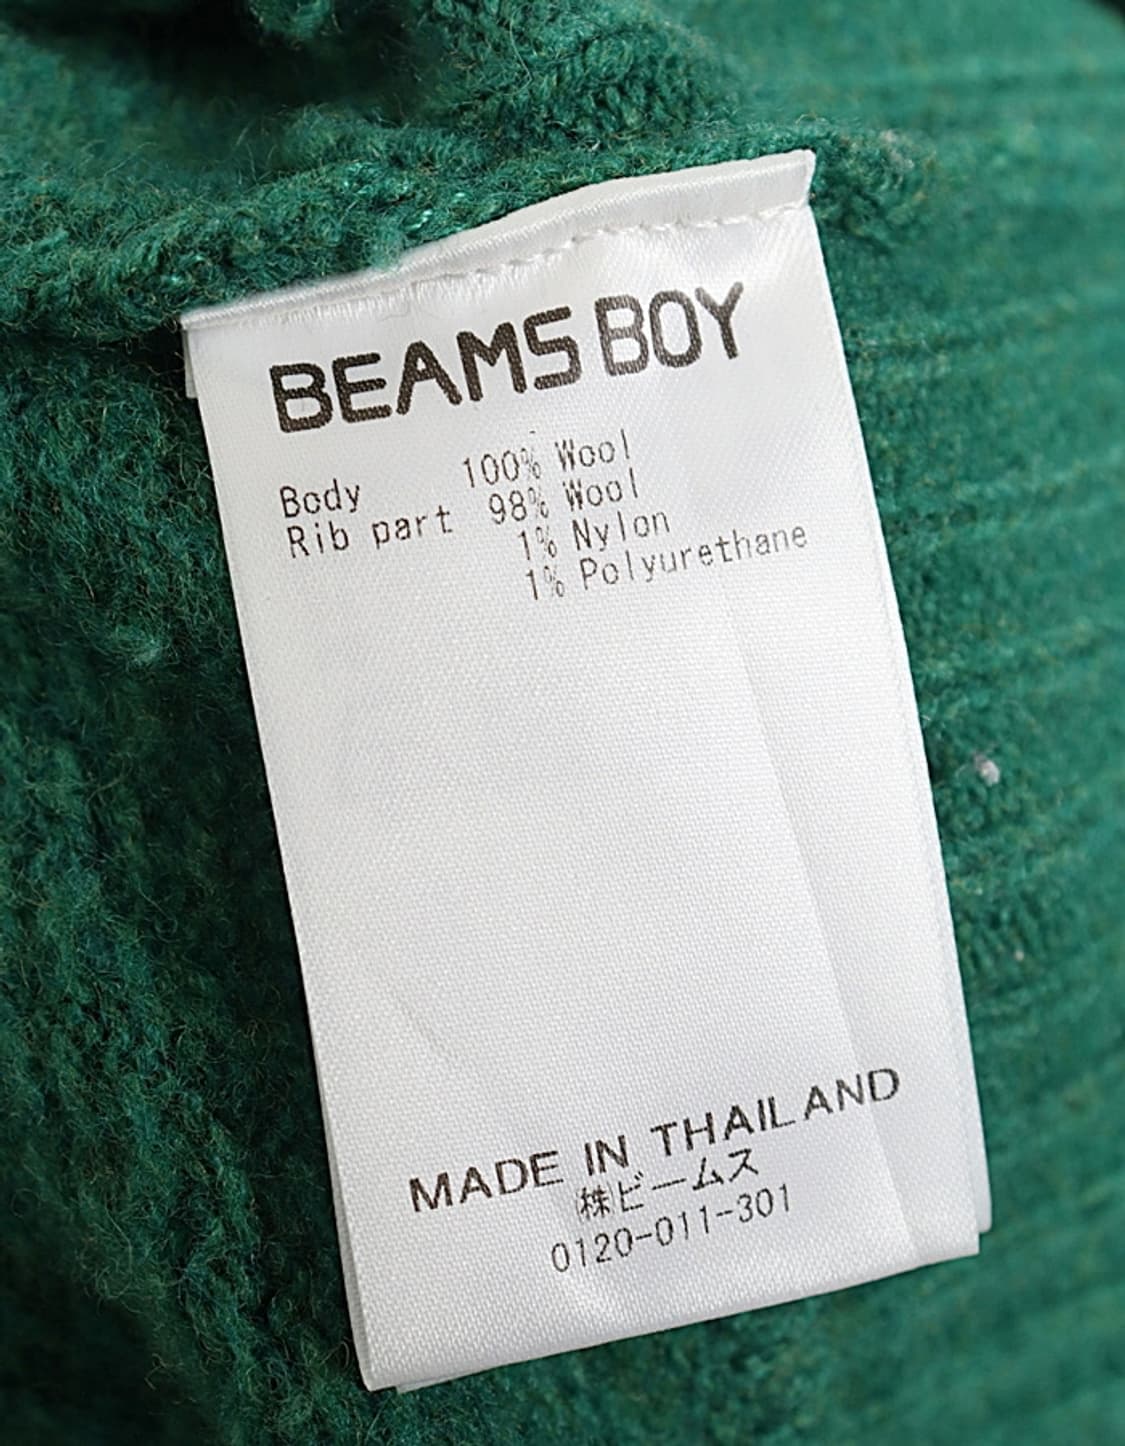 BEAMS BOY
Body 100% Wool
Rib part 98% Wool
1% Nylon
1% Polyurethane
MADE IN THAILAND
㈱ビームス
0120-011-301